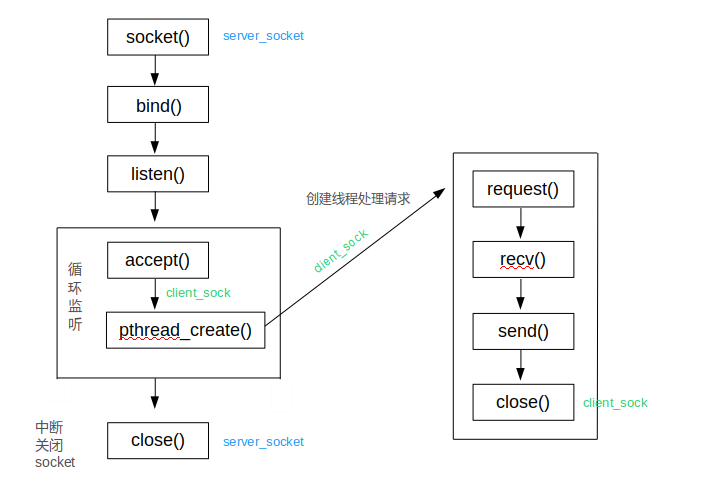 socket()
server_socket
bind()
listen()
创建线程处理请求
client_sock
循
环
监
听
accept()
client_sock
pthread_create()
中断
关闭
socket
close()
server_socket
request()
recv()
send()
close()
client_sock